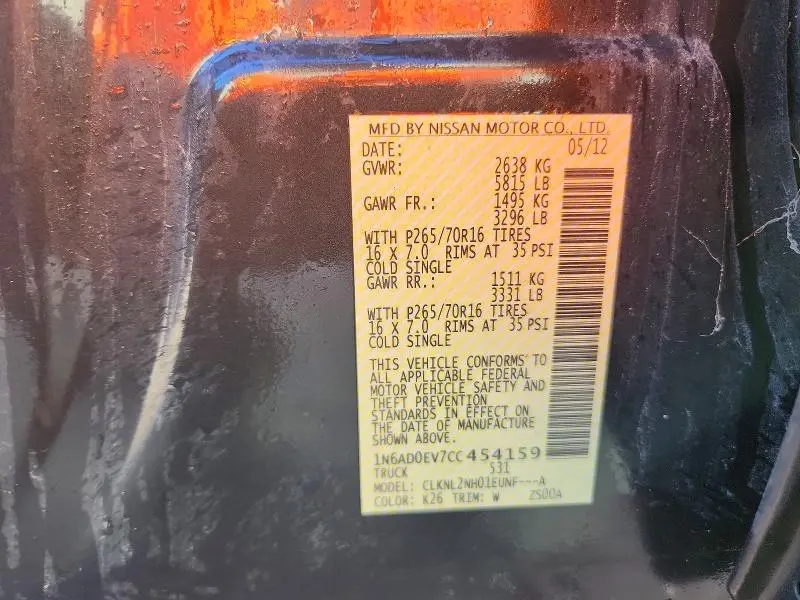 MFD BY NISSAN MOTOR CO., LTD.
DATE: 05/12
GVWR: 2638 KG
5815 LB
GAWR FR.: 1495 KG
3296 LB
WITH P265/70R16 TIRES
16 X 7.0 RIMS AT 35 PSI
COLD SINGLE
GAWR RR.: 1511 KG
3331 LB
WITH P265/70R16 TIRES
16 X 7.0 RIMS AT 35 PSI
COLD SINGLE
THIS VEHICLE CONFORMS TO
ALL APPLICABLE FEDERAL
MOTOR VEHICLE SAFETY AND
THEFT PREVENTION
STANDARDS IN EFFECT ON
THE DATE OF MANUFACTURE
SHOWN ABOVE.
1N6AD0EV7CC 454159
TRUCK 531
MODEL: CLKNL2NH01EUNF---A
COLOR: K26 TRIM: W 2S00A